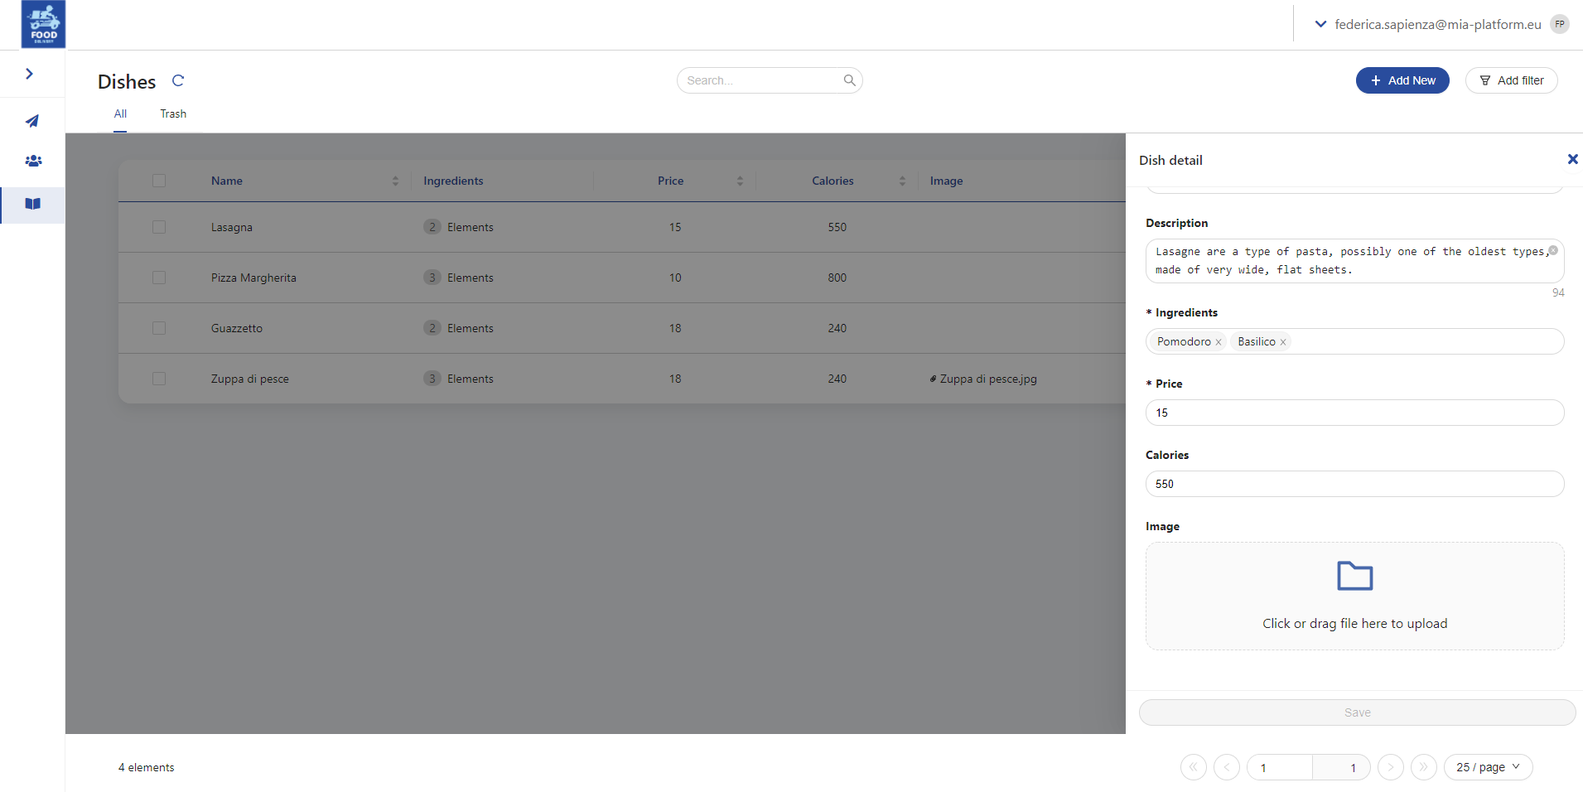 FOOD
DELIVERY
federica.sapienza@mia-platform.eu FP
Dishes
Search...
Add New
Add filter
All Trash
Name Ingredients Price Calories Image
Lasagna 2 Elements 15 550
Pizza Margherita 3 Elements 10 800
Guazzetto 2 Elements 18 240
Zuppa di pesce 3 Elements 18 240 Zuppa di pesce.jpg
Dish detail
Description
Lasagne are a type of pasta, possibly one of the oldest types,
made of very wide, flat sheets.
94
* Ingredients
Pomodoro × Basilico ×
* Price
15
Calories
550
Image
Click or drag file here to upload
Save
4 elements
1 1 25 / page